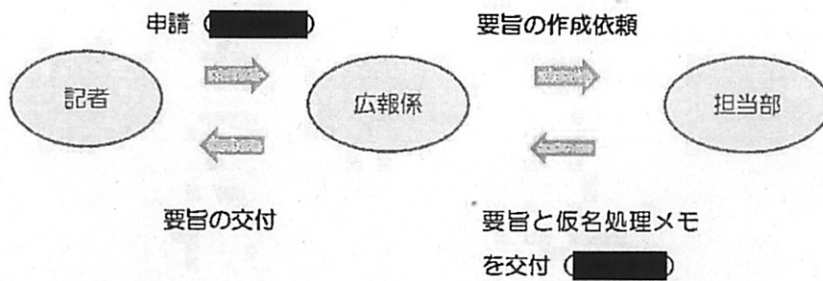 申請（　　　）
要旨の作成依頼
記者
広報係
担当部
要旨の交付
要旨と仮名処理メモ
を交付（　　　）